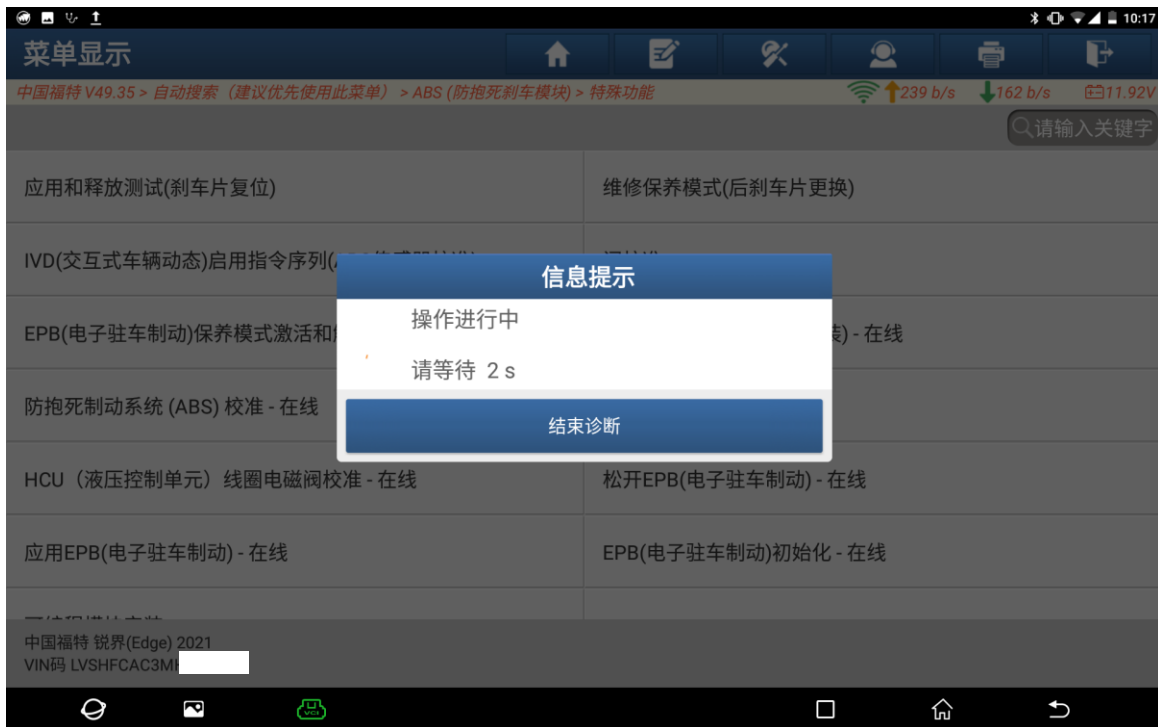 10:17
菜单显示
中国福特 V49.35 > 自动搜索（建议优先使用此菜单） > ABS (防抱死刹车模块) > 特殊功能
239 b/s 162 b/s 11.92V
请输入关键字
应用和释放测试(刹车片复位)
维修保养模式(后刹车片更换)
IVD(交互式车辆动态)启用指令序列(
信息提示
操作进行中
请等待 2 s
结束诊断
EPB(电子驻车制动)保养模式激活和
) - 在线
防抱死制动系统 (ABS) 校准 - 在线
HCU（液压控制单元）线圈电磁阀校准 - 在线
松开EPB(电子驻车制动) - 在线
应用EPB(电子驻车制动) - 在线
EPB(电子驻车制动)初始化 - 在线
中国福特 锐界(Edge) 2021
VIN码 LVSHFCAC3M
VCI